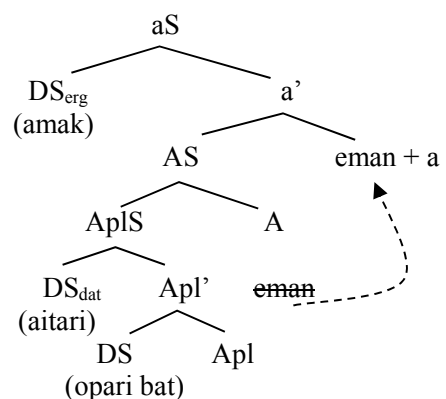 aS
DSerg a’
(amak)
AS eman + a
AplS A
DSdat Apl’ eman
(aitari)
DS Apl
(opari bat)